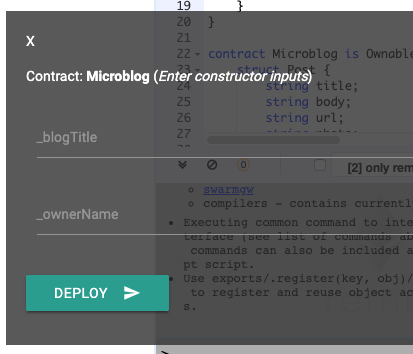 19 }
20 }
21
X
22 contract Microblog is Ownable
Contract: Microblog (Enter constructor inputs)
23 struct Post {
24 string title;
25 string body;
26 string url;
27
_blogTitle
0
[2] only rem
swarmgw
compilers - contains currentl
_ownerName
Executing common command to inte
terface (see list of commands ab
commands can also be included a
pt script.
Use exports/.register(key, obj)/
to register and reuse object ac
s.
DEPLOY
>